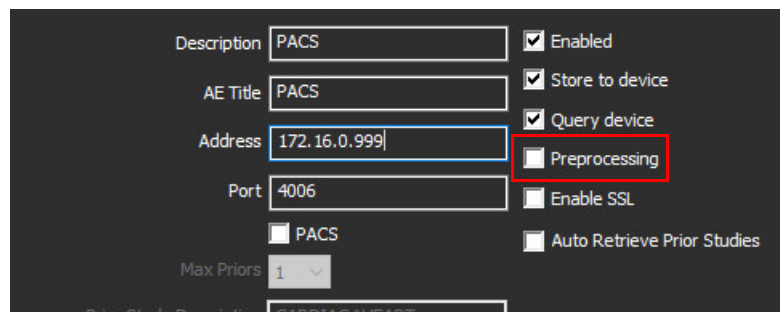 Description PACS Enabled
AE Title PACS Store to device
Query device
Address 172.16.0.999
Preprocessing
Port 4006 Enable SSL
PACS Auto Retrieve Prior Studies
Max Priors 1